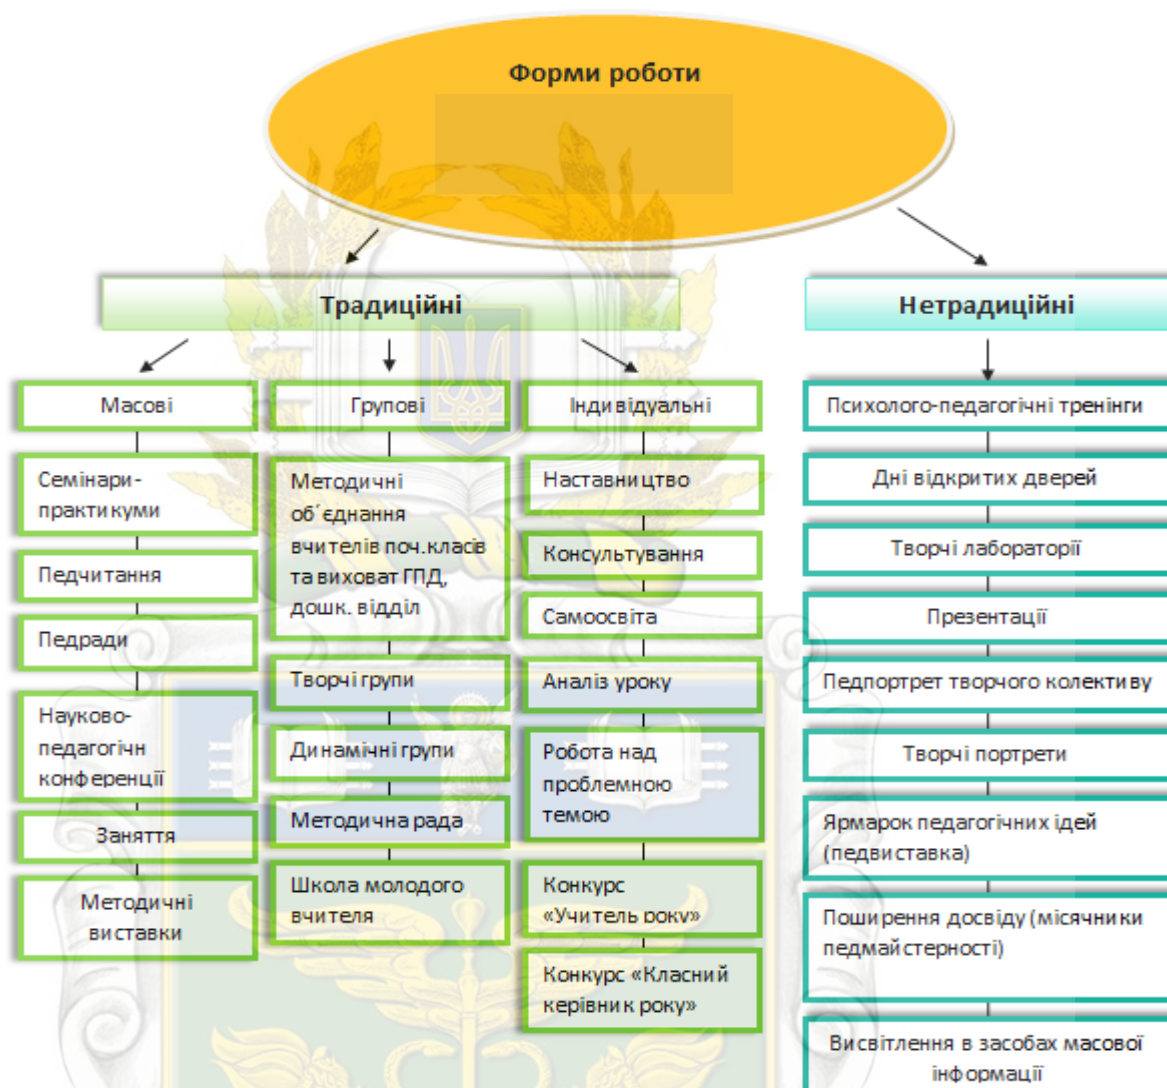 Форми роботи
Традиційні
Нетрадиційні
Масові
Семінари-
практикуми
Педчитання
Педради
Науково-
педагогічн
конференції
Заняття
Методичні
виставки
Групові
Методичні
об´єднання
вчителів поч.класів
та виховат ГПД,
дошк. відділ
Творчі групи
Динамічні групи
Методична рада
Школа молодого
вчителя
Індивідуальні
Наставництво
Консультування
Самоосвіта
Аналіз уроку
Робота над
проблемною
темою
Конкурс
«Учитель року»
Конкурс «Класний
керівник року»
Психолого-педагогічні тренінги
Дні відкритих дверей
Творчі лабораторії
Презентації
Педпортрет творчого колективу
Творчі портрети
Ярмарок педагогічних ідей
(педвиставка)
Поширення досвіду (місячники
педмайстерності)
Висвітлення в засобах масової
інформації